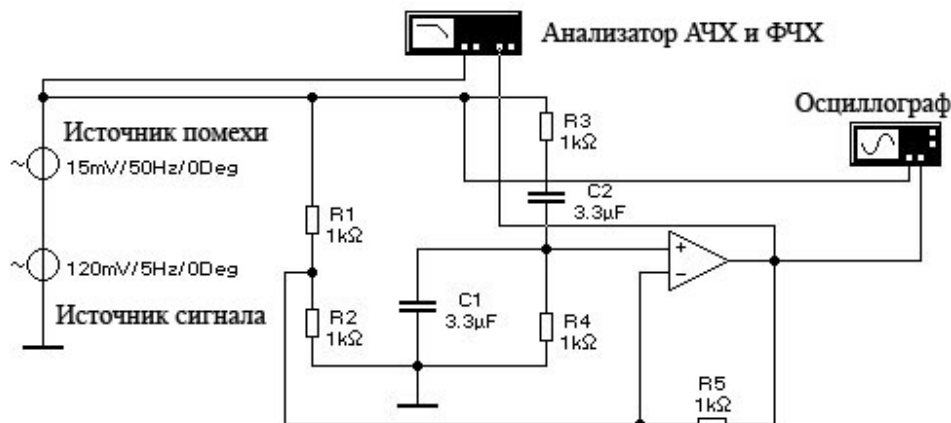 Анализатор АЧХ и ФЧХ
Осциллограф
Источник помехи
~ 15mV/50Hz/0Deg
R3
1kΩ
C2
3.3µF
R1
1kΩ
+
−
~ 120mV/5Hz/0Deg
Источник сигнала
R2
1kΩ
C1
3.3µF
R4
1kΩ
R5
1kΩ